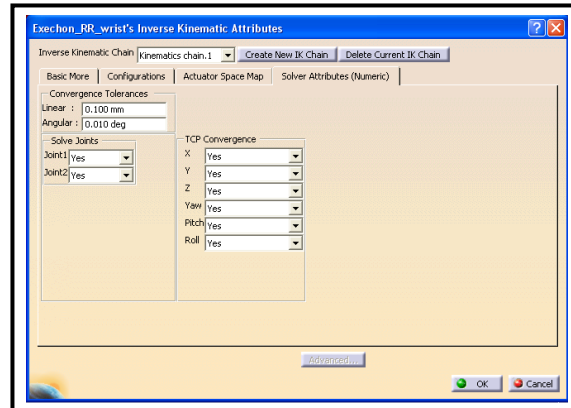 Exechon_RR_wrist's Inverse Kinematic Attributes
Inverse Kinematic Chain Kinematics chain.1 Create New IK Chain Delete Current IK Chain
Basic More Configurations Actuator Space Map Solver Attributes (Numeric)
Convergence Tolerances
Linear : 0.100 mm
Angular : 0.010 deg
Solve Joints
Joint1 Yes
Joint2 Yes
TCP Convergence
X Yes
Y Yes
Z Yes
Yaw Yes
Pitch Yes
Roll Yes
Advanced...
OK Cancel